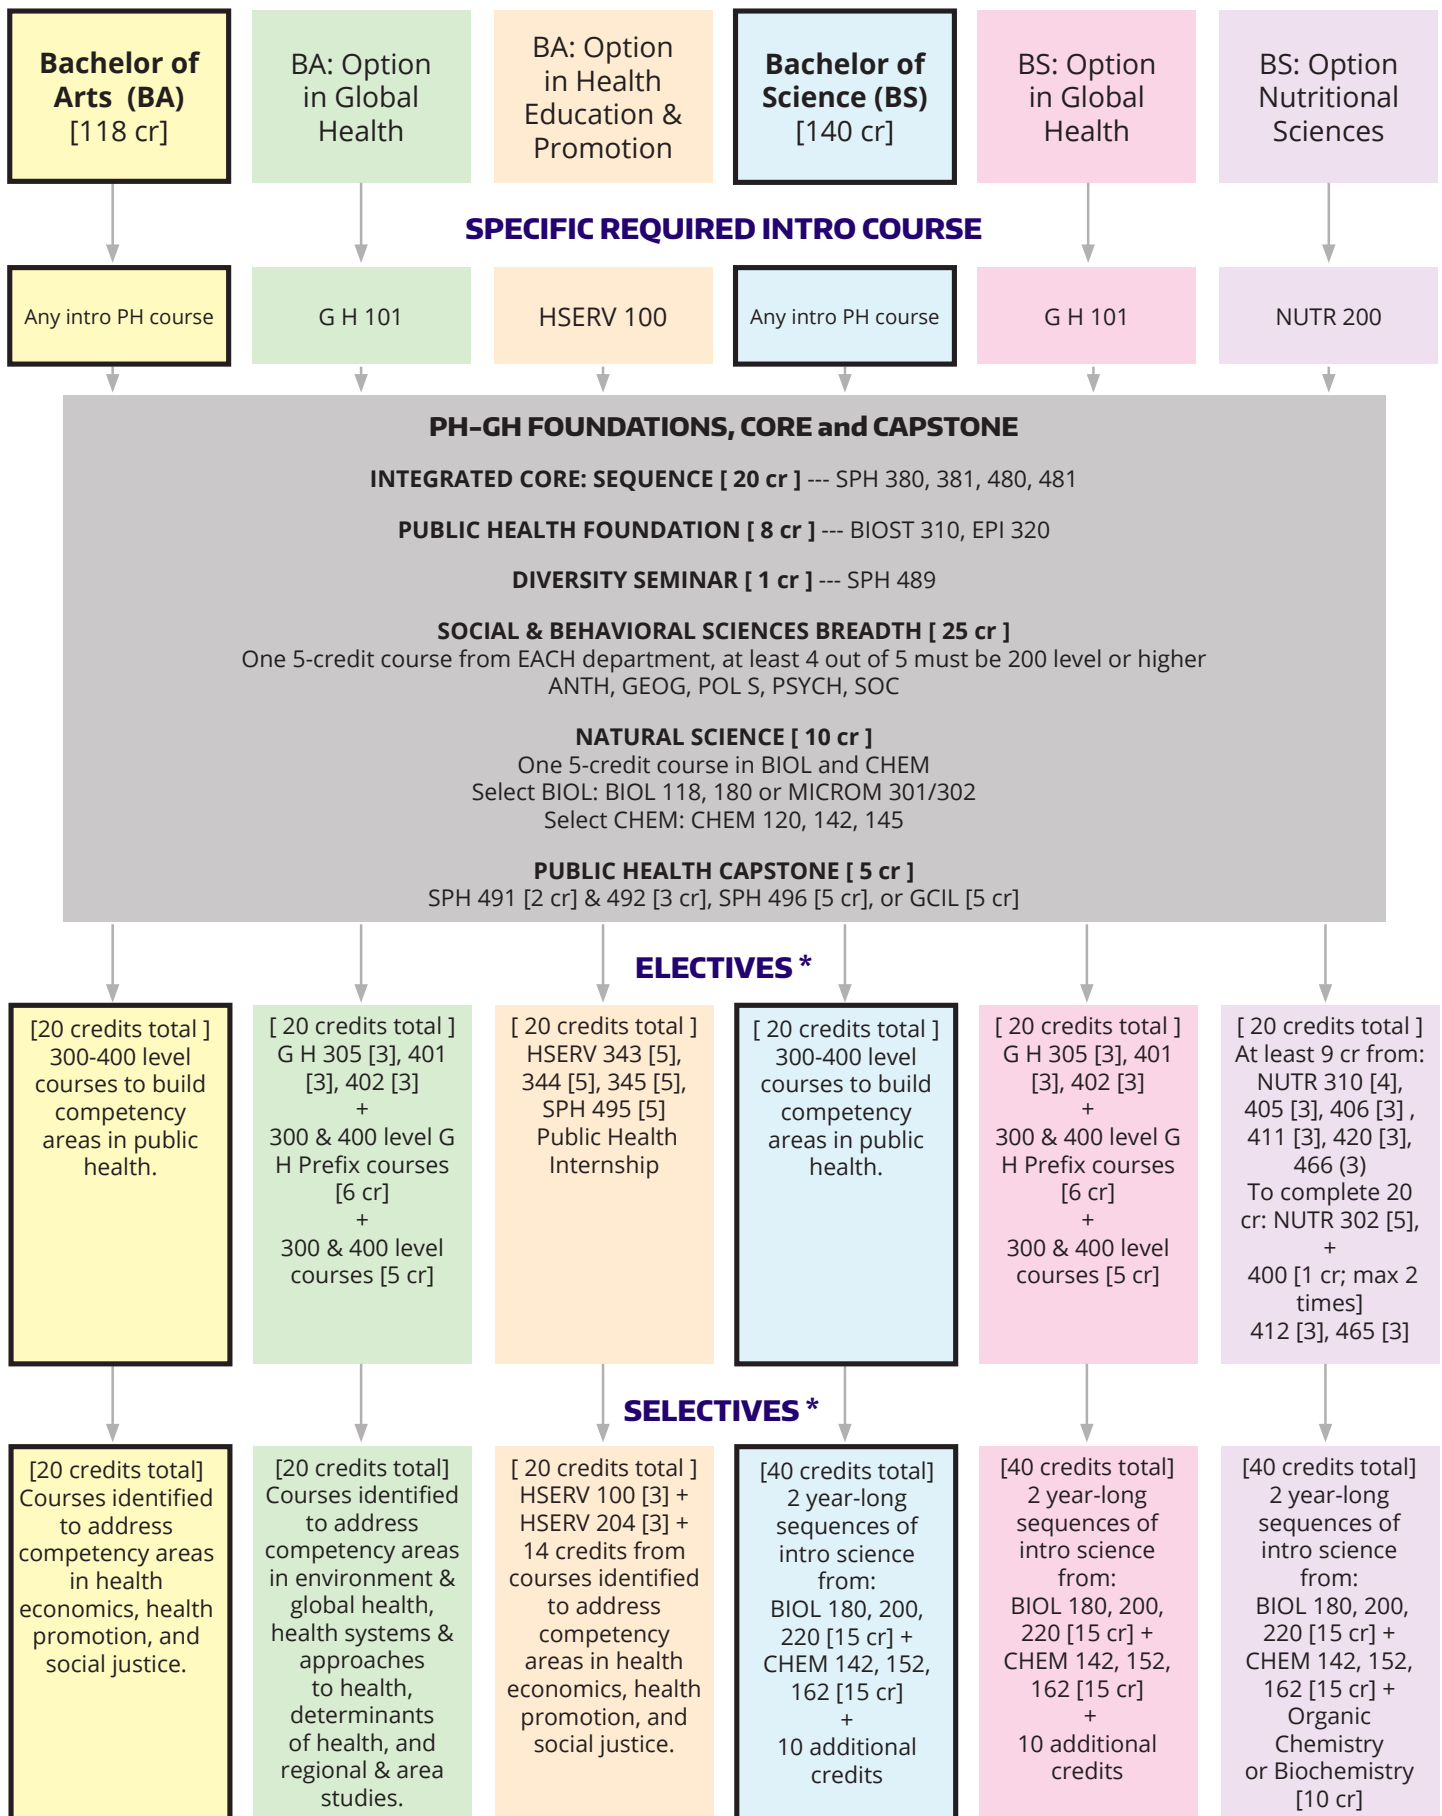 Bachelor of
Arts  (BA)
[118 cr]
BA: Option
in Global
Health
BA: Option
in Health
Education &
Promotion
Bachelor of
Science (BS)
[140 cr]
BS: Option
in Global
Health
BS: Option
Nutritional
Sciences
SPECIFIC REQUIRED INTRO COURSE
Any intro PH course
G H 101
HSERV 100
Any intro PH course
G H 101
NUTR 200
PH-GH FOUNDATIONS, CORE and CAPSTONE
INTEGRATED CORE: SEQUENCE [ 20 cr ] --- SPH 380, 381, 480, 481
PUBLIC HEALTH FOUNDATION [ 8 cr ] --- BIOST 310, EPI 320
DIVERSITY SEMINAR [ 1 cr ] --- SPH 489
SOCIAL & BEHAVIORAL SCIENCES BREADTH [ 25 cr ]
One 5-credit course from EACH department, at least 4 out of 5 must be 200 level or higher
ANTH, GEOG, POL S, PSYCH, SOC
NATURAL SCIENCE [ 10 cr ]
One 5-credit course in BIOL and CHEM
Select BIOL: BIOL 118, 180 or MICROM 301/302
Select CHEM: CHEM 120, 142, 145
PUBLIC HEALTH CAPSTONE [ 5 cr ]
SPH 491 [2 cr] & 492 [3 cr], SPH 496 [5 cr], or GCIL [5 cr]
ELECTIVES *
[20 credits total ]
300-400 level
courses to build
competency
areas in public
health.
[ 20 credits total ]
G H 305 [3], 401
[3], 402 [3]
+
300 & 400 level G
H Prefix courses
[6 cr]
+
300 & 400 level
courses [5 cr]
[ 20 credits total ]
HSERV 343 [5],
344 [5], 345 [5],
SPH 495 [5]
Public Health
Internship
[ 20 credits total ]
300-400 level
courses to build
competency
areas in public
health.
[ 20 credits total ]
G H 305 [3], 401
[3], 402 [3]
+
300 & 400 level G
H Prefix courses
[6 cr]
+
300 & 400 level
courses [5 cr]
[ 20 credits total ]
At least 9 cr from:
NUTR 310 [4],
405 [3], 406 [3] ,
411 [3], 420 [3],
466 (3)
To complete 20
cr: NUTR 302 [5],
+
400 [1 cr; max 2
times]
412 [3], 465 [3]
SELECTIVES *
[20 credits total]
Courses identified
to address
competency areas
in health
economics, health
promotion, and
social justice.
[20 credits total]
Courses identified
to address
competency areas
in environment &
global health,
health systems &
approaches
to health,
determinants
of health, and
regional & area
studies.
[ 20 credits total ]
HSERV 100 [3] +
HSERV 204 [3] +
14 credits from
courses identified
to address
competency
areas in health
economics, health
promotion, and
social justice.
[40 credits total]
2 year-long
sequences of
intro science
from:
BIOL 180, 200,
220 [15 cr] +
CHEM 142, 152,
162 [15 cr]
+
10 additional
credits
[40 credits total]
2 year-long
sequences of
intro science
from:
BIOL 180, 200,
220 [15 cr] +
CHEM 142, 152,
162 [15 cr]
+
10 additional
credits
[40 credits total]
2 year-long
sequences of
intro science
from:
BIOL 180, 200,
220 [15 cr] +
CHEM 142, 152,
162 [15 cr] +
Organic
Chemistry
or Biochemistry
[10 cr]